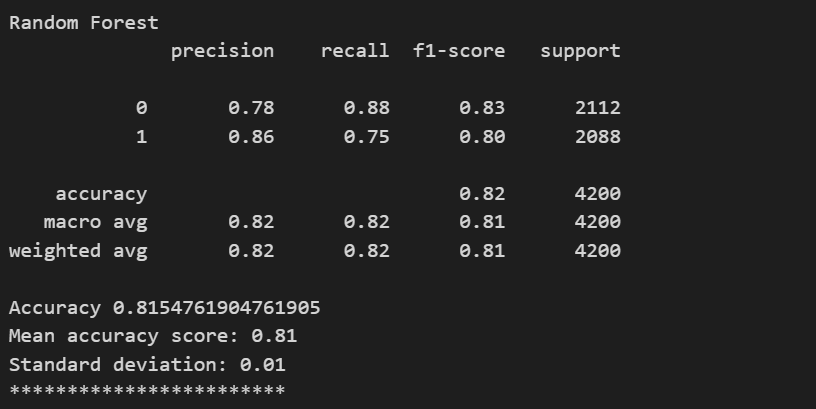 Random Forest
precision recall f1-score support
0 0.78 0.88 0.83 2112
1 0.86 0.75 0.80 2088
accuracy 0.82 4200
macro avg 0.82 0.82 0.81 4200
weighted avg 0.82 0.82 0.81 4200
Accuracy 0.8154761904761905
Mean accuracy score: 0.81
Standard deviation: 0.01
************************